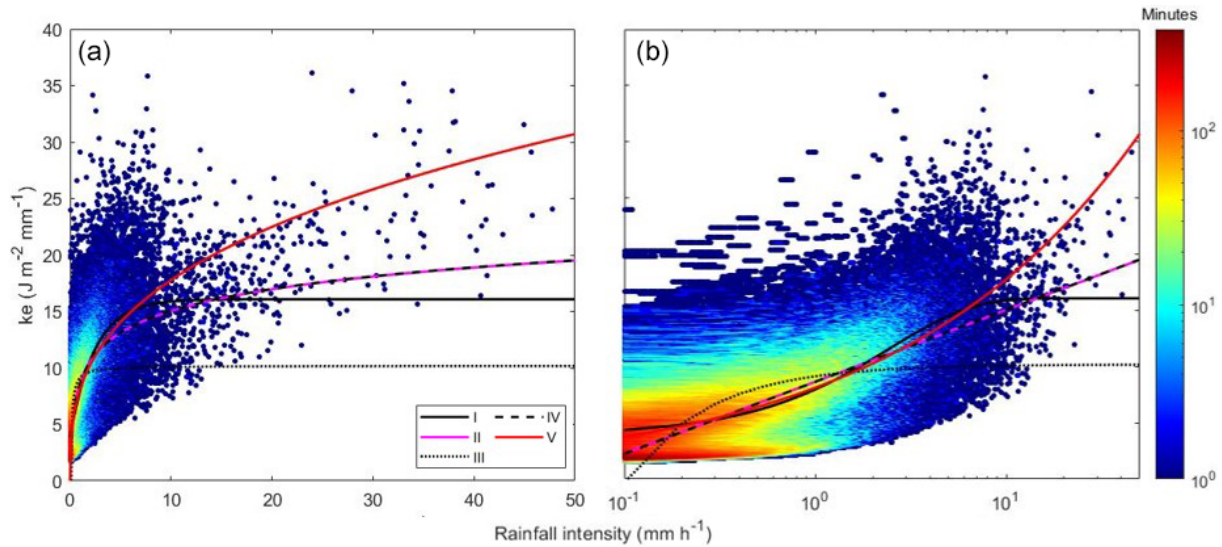 Minutes
(a)
(b)
40
35
30
25
20
15
10
5
0
ke (J m⁻² mm⁻¹)
I
IV
II
V
III
0 10 20 30 40 50
10⁻¹ 10⁰ 10¹
10²
10¹
10⁰
Rainfall intensity (mm h⁻¹)